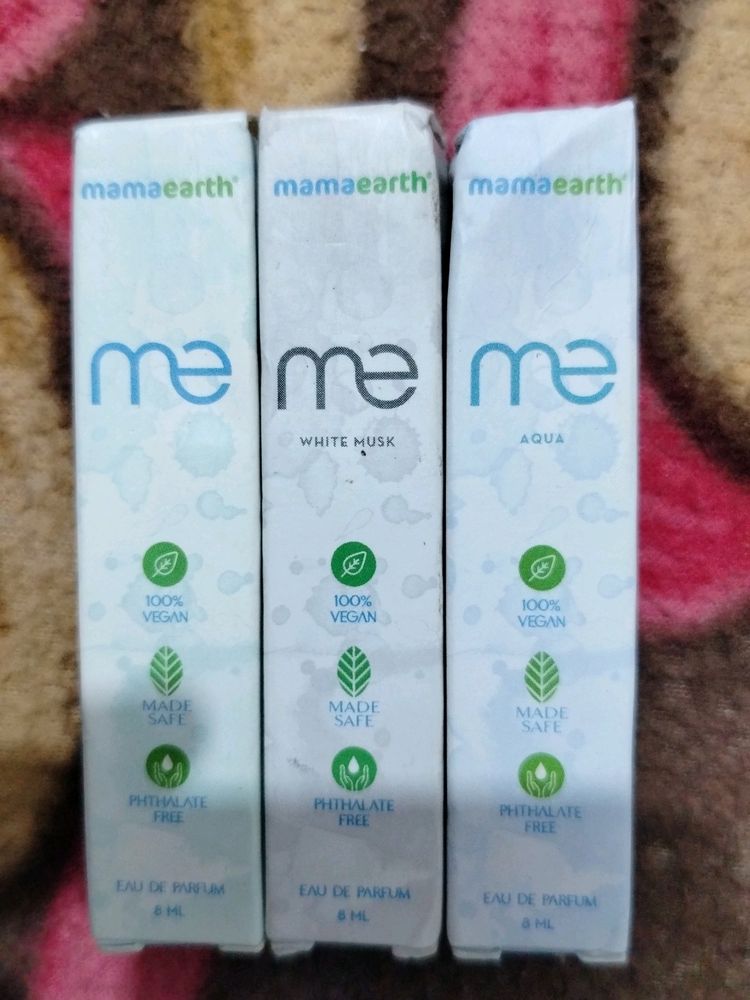 mamaearth
me
100%
VEGAN
MADE
SAFE
PHTHALATE
FREE
EAU DE PARFUM
8 ML
mamaearth
me
WHITE MUSK
100%
VEGAN
MADE
SAFE
PHTHALATE
FREE
EAU DE PARFUM
8 ML
mamaearth
me
AQUA
100%
VEGAN
MADE
SAFE
PHTHALATE
FREE
EAU DE PARFUM
8 ML